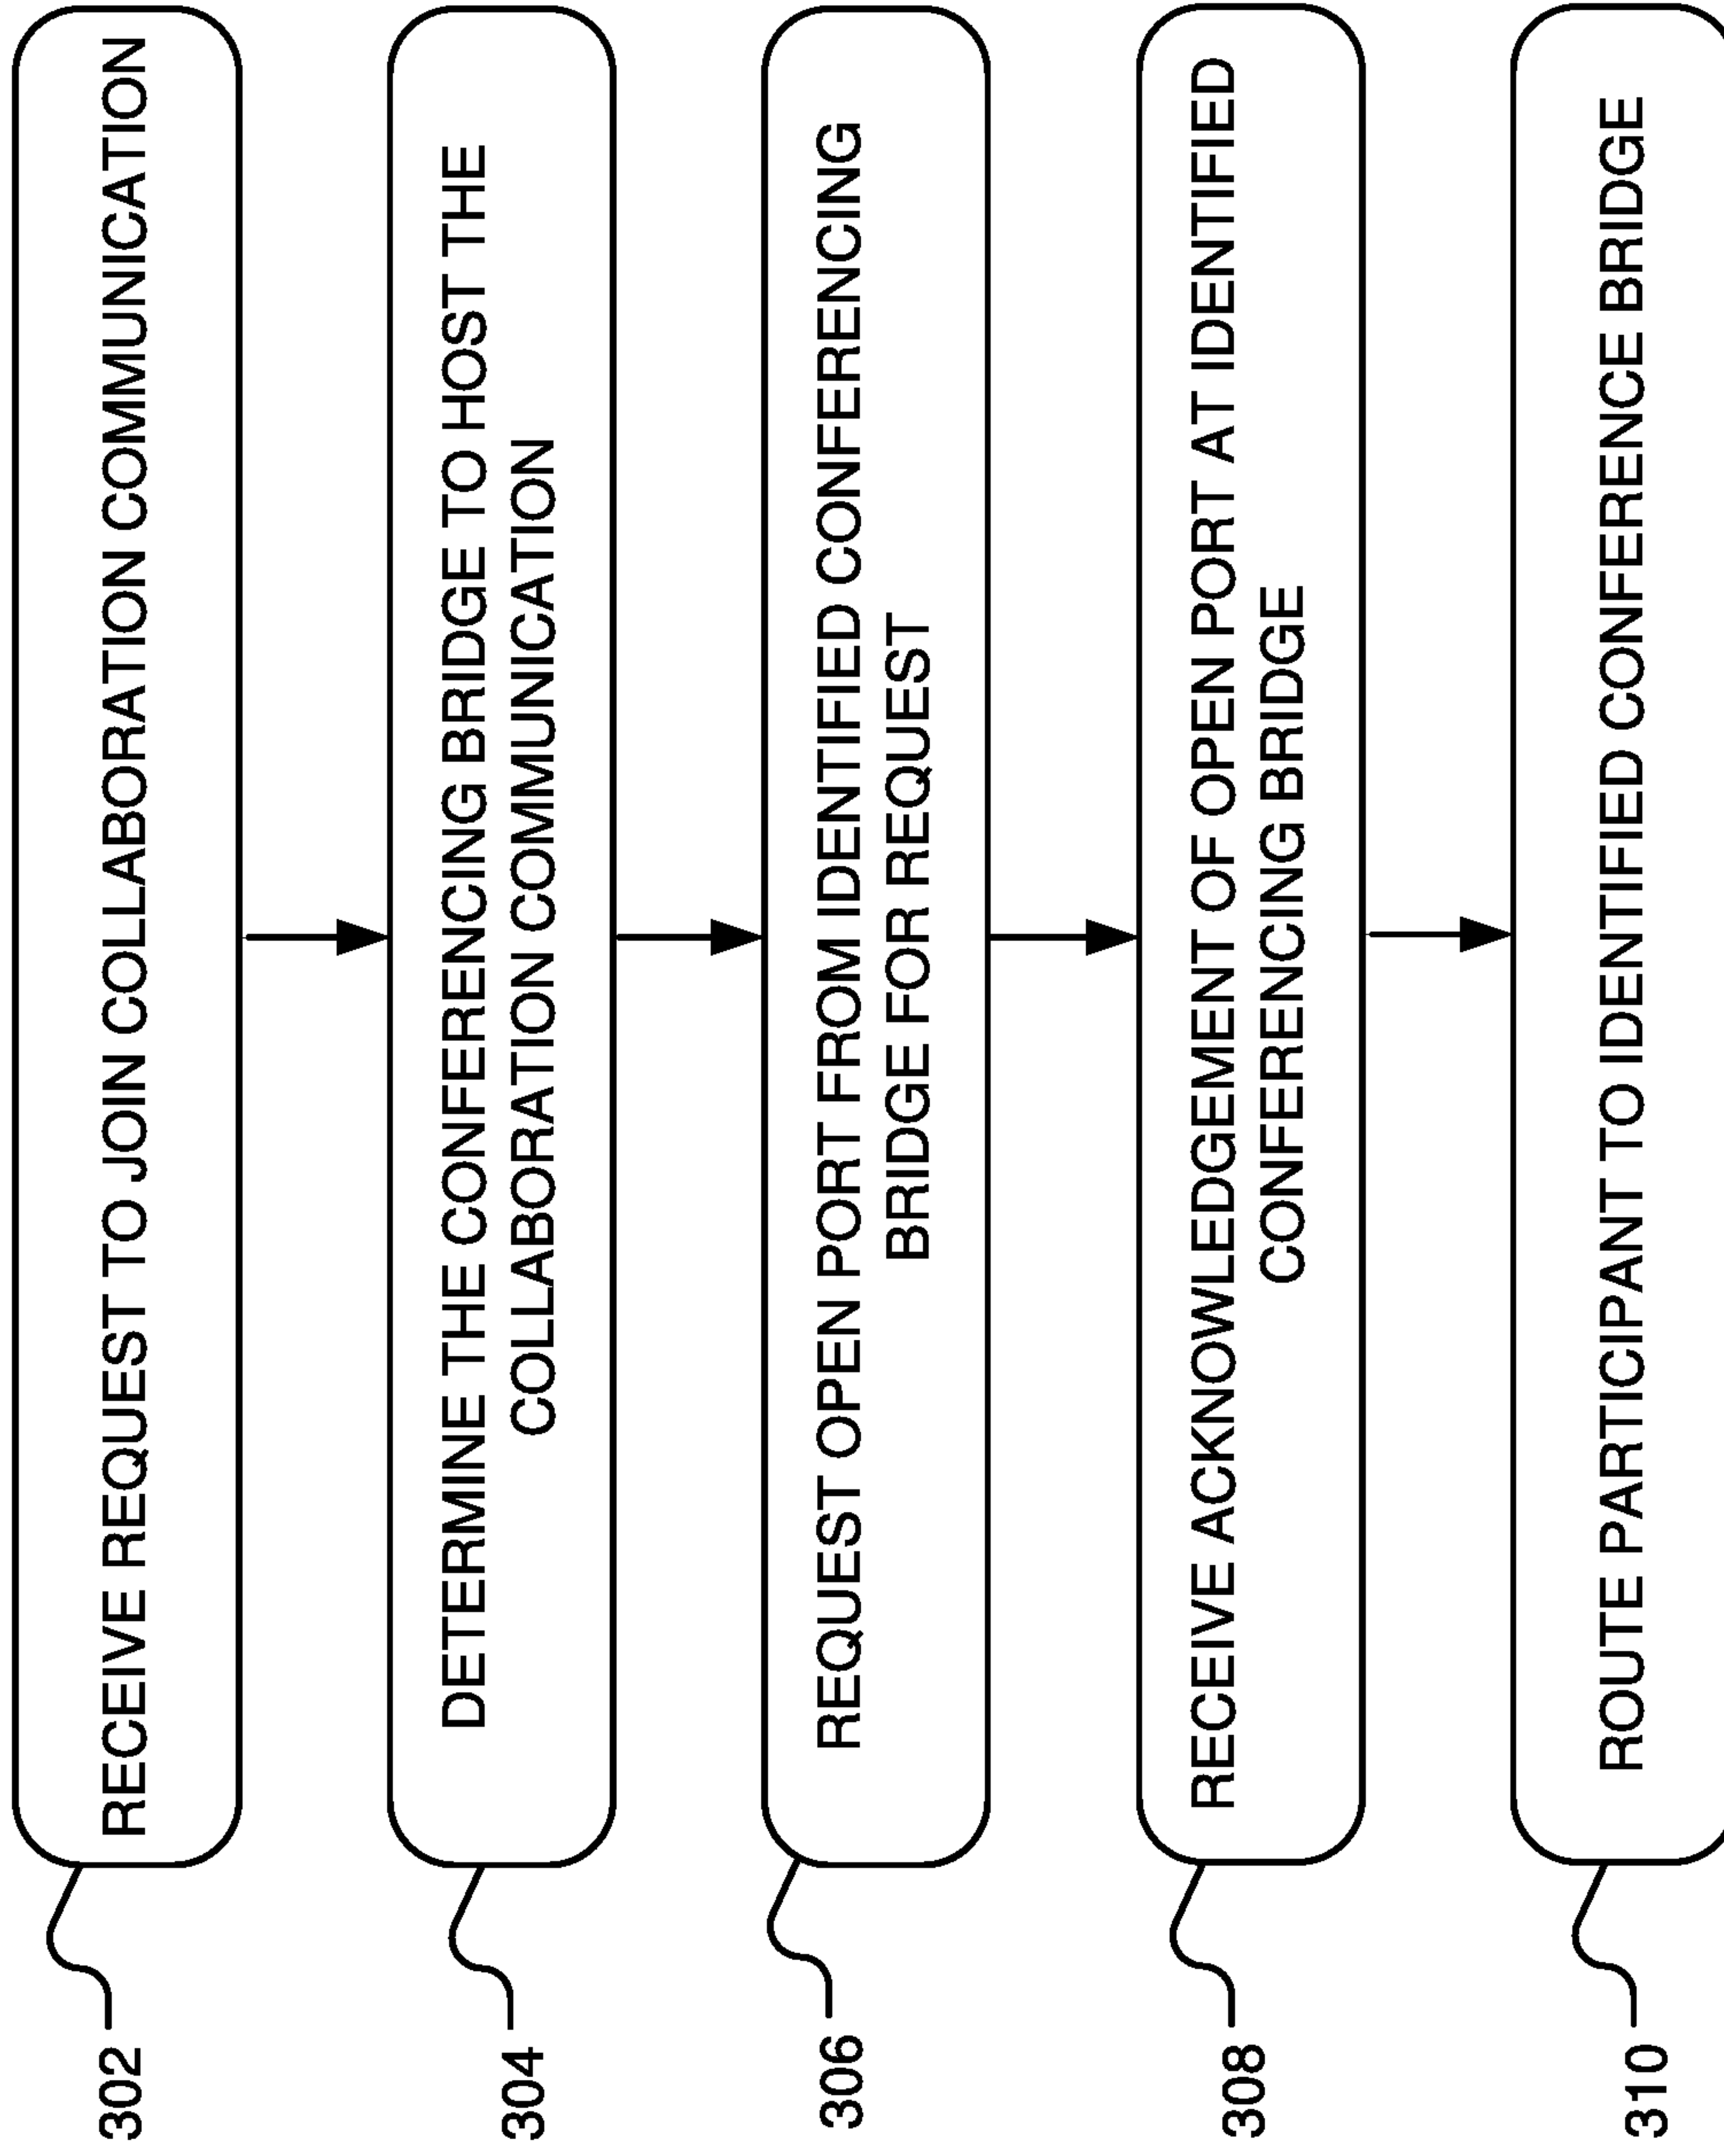 302
RECEIVE REQUEST TO JOIN COLLABORATION COMMUNICATION
304
DETERMINE THE CONFERENCING BRIDGE TO HOST THE
COLLABORATION COMMUNICATION
306
REQUEST OPEN PORT FROM IDENTIFIED CONFERENCING
BRIDGE FOR REQUEST
308
RECEIVE ACKNOWLEDGEMENT OF OPEN PORT AT IDENTIFIED
CONFERENCING BRIDGE
310
ROUTE PARTICIPANT TO IDENTIFIED CONFERENCE BRIDGE